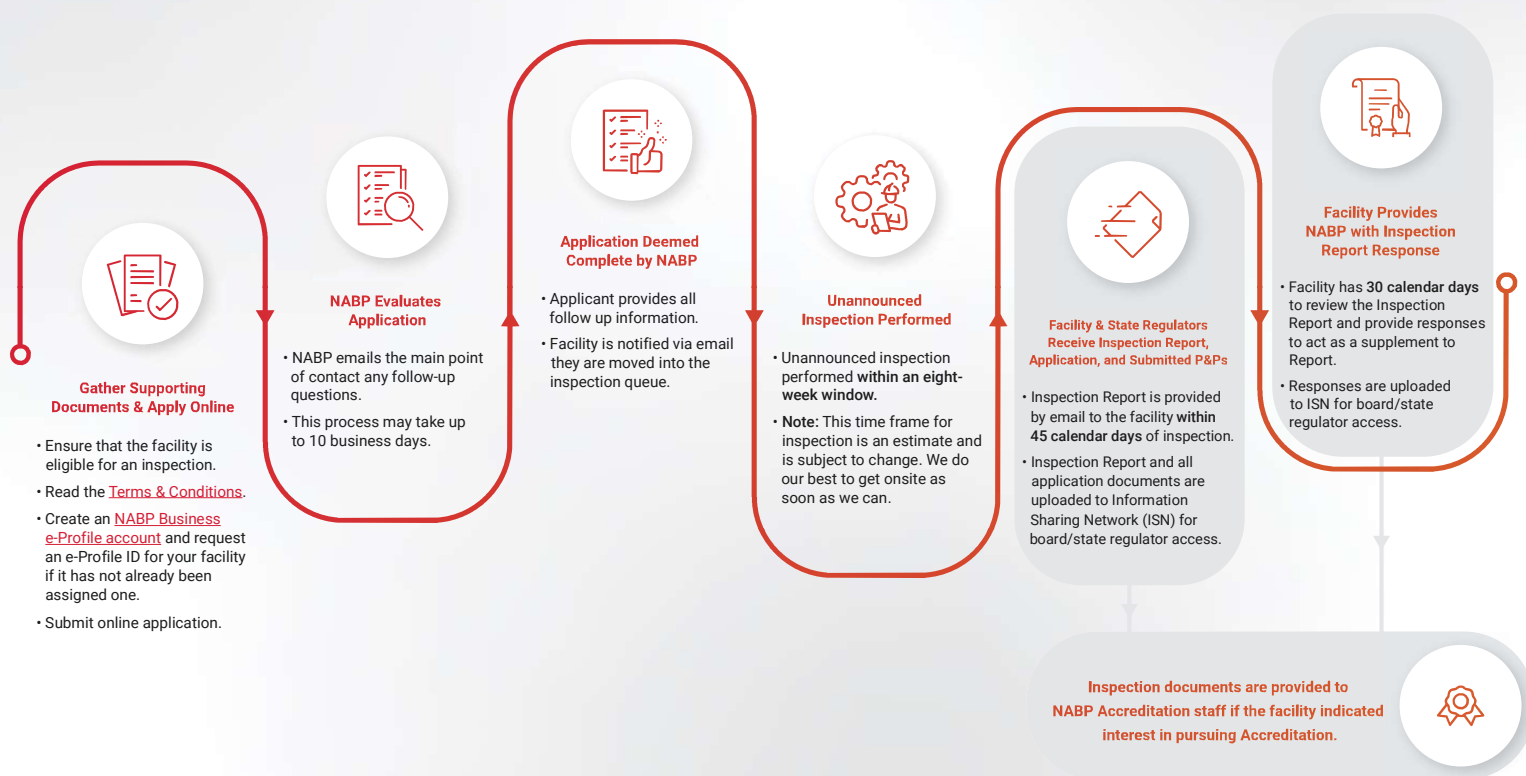 Gather Supporting
Documents & Apply Online
• Ensure that the facility is
eligible for an inspection.
• Read the Terms & Conditions.
• Create an NABP Business
e-Profile account and request
an e-Profile ID for your facility
if it has not already been
assigned one.
• Submit online application.
NABP Evaluates
Application
• NABP emails the main point
of contact any follow-up
questions.
• This process may take up
to 10 business days.
Application Deemed
Complete by NABP
• Applicant provides all
follow up information.
• Facility is notified via email
they are moved into the
inspection queue.
Unannounced
Inspection Performed
• Unannounced inspection
performed within an eight-
week window.
• Note: This time frame for
inspection is an estimate and
is subject to change. We do
our best to get onsite as
soon as we can.
Facility & State Regulators
Receive Inspection Report,
Application, and Submitted P&Ps
• Inspection Report is provided
by email to the facility within
45 calendar days of inspection.
• Inspection Report and all
application documents are
uploaded to Information
Sharing Network (ISN) for
board/state regulator access.
Facility Provides
NABP with Inspection
Report Response
• Facility has 30 calendar days
to review the Inspection
Report and provide responses
to act as a supplement to
Report.
• Responses are uploaded
to ISN for board/state
regulator access.
Inspection documents are provided to
NABP Accreditation staff if the facility indicated
interest in pursuing Accreditation.